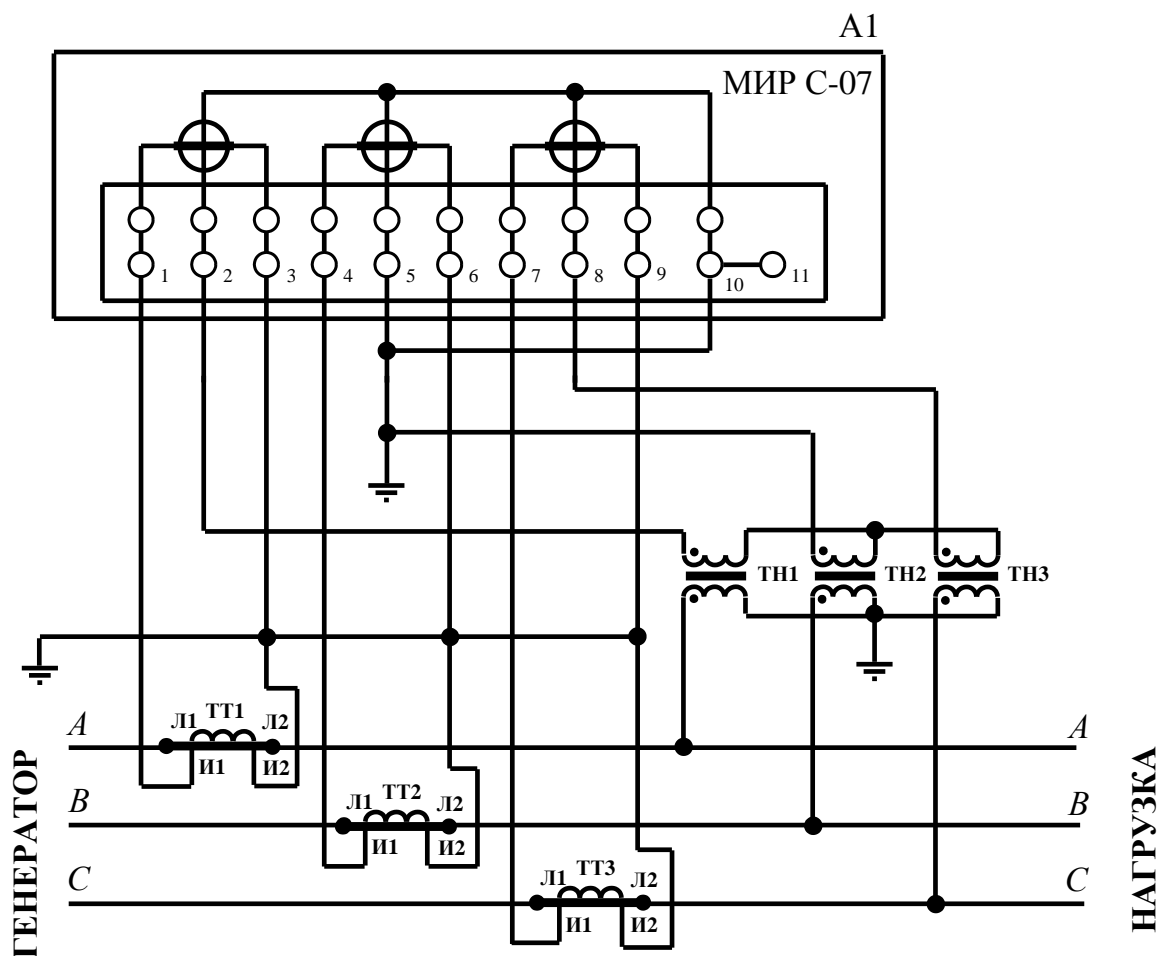 А1
МИР С-07
1 2 3 4 5 6 7 8 9 10 11
ТН1 ТН2 ТН3
A Л1 ТТ1 Л2 A
И1 И2
B Л1 ТТ2 Л2 B
И1 И2
C Л1 ТТ3 Л2 C
И1 И2
ГЕНЕРАТОР
НАГРУЗКА